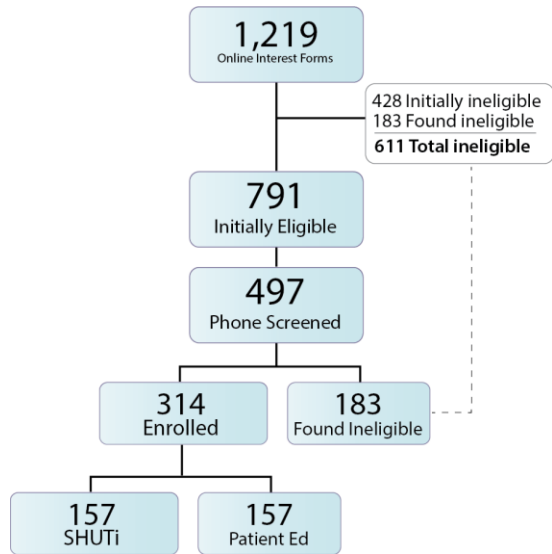 1,219
Online Interest Forms
428 Initially ineligible
183 Found ineligible
611 Total ineligible
791
Initially Eligible
497
Phone Screened
314
Enrolled
183
Found Ineligible
157
SHUTi
157
Patient Ed